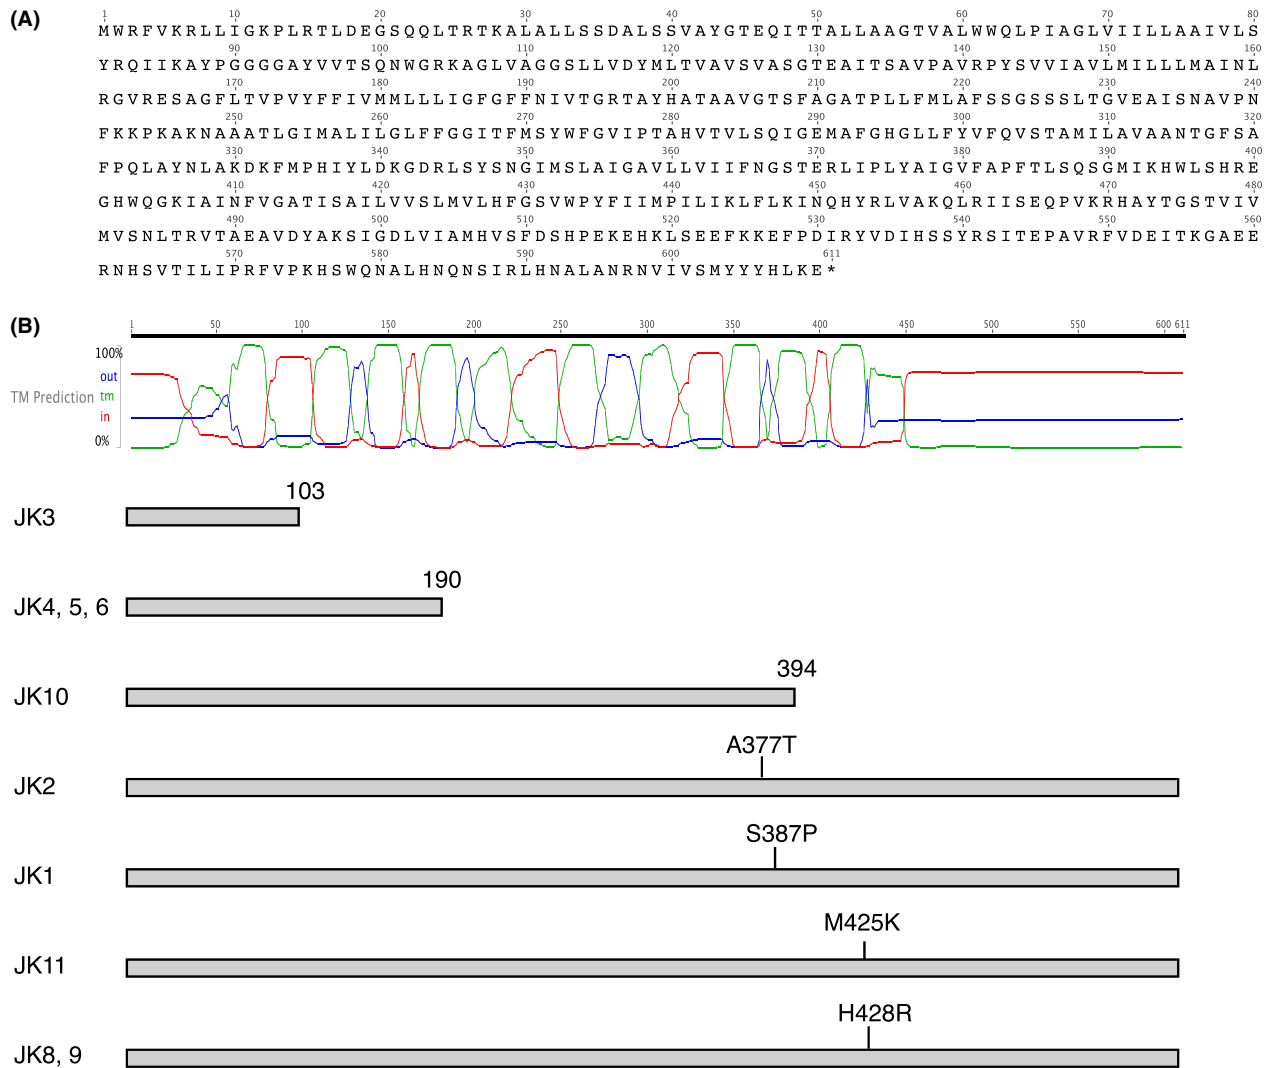 (A)
1 10 20 30 40 50 60 70 80
MWRFVKRLLIGKPLRTLDEGSQQLTRTKALALLSSDALSSVAYGTEQITTALLAAGTVALWWQLPIAGLVIILLAAIVLS
90 100 110 120 130 140 150 160
YRQIIKAYPGGGGAYVVTSQNWGRKAGLVAGGSLLVDYMLTVAVSVASGTEAITSAVPAVRPYSVVIAVLMILLLMAINL
170 180 190 200 210 220 230 240
RGVRESAGFLTVPVYFFIVMMLLLIGFGFFNIVTGRTAYHATAAVGTSFAGATPLLFMLAFSSGSSSLTGVEAISNAVPN
250 260 270 280 290 300 310 320
FKKPKAKNAAATLGIMALILGLFFGGITFMSYWFGVIPTAHVTVLSQIGEMAFGHGLLFYVFQVSTAMILAVAANTGFSA
330 340 350 360 370 380 390 400
FPQLAYNLAKDKFMPHIYLDKGDRLSYSNGIMSLAIGAVLLVIIFNGSTERLIPLYAIGVFAPFTLSQSGMIKHWLSHRE
410 420 430 440 450 460 470 480
GHWQGKIAINFVGATISAILVVSLMVLHFGSVWPYFIIMPILIKLFLKINQHYRLVAKQLRIISEQPVKRHAYTGSTVIV
490 500 510 520 530 540 550 560
MVSNLTRVTAEAVDYAKSIGDLVIAMHVSFDSHPEKEHKLSEEFKKEFPDIRYVDIHSSYRSITEPAVRFVDEITKGAEE
570 580 590 600 611
RNHSVTILIPRFVPKHSWQNALHNQNSIRLHNALANRNVIVSMYYYHLKE*
(B)
1 50 100 150 200 250 300 350 400 450 500 550 600 611
100%
out
TM Prediction tm
in
0%
103
JK3
190
JK4, 5, 6
394
JK10
A377T
JK2
S387P
JK1
M425K
JK11
H428R
JK8, 9